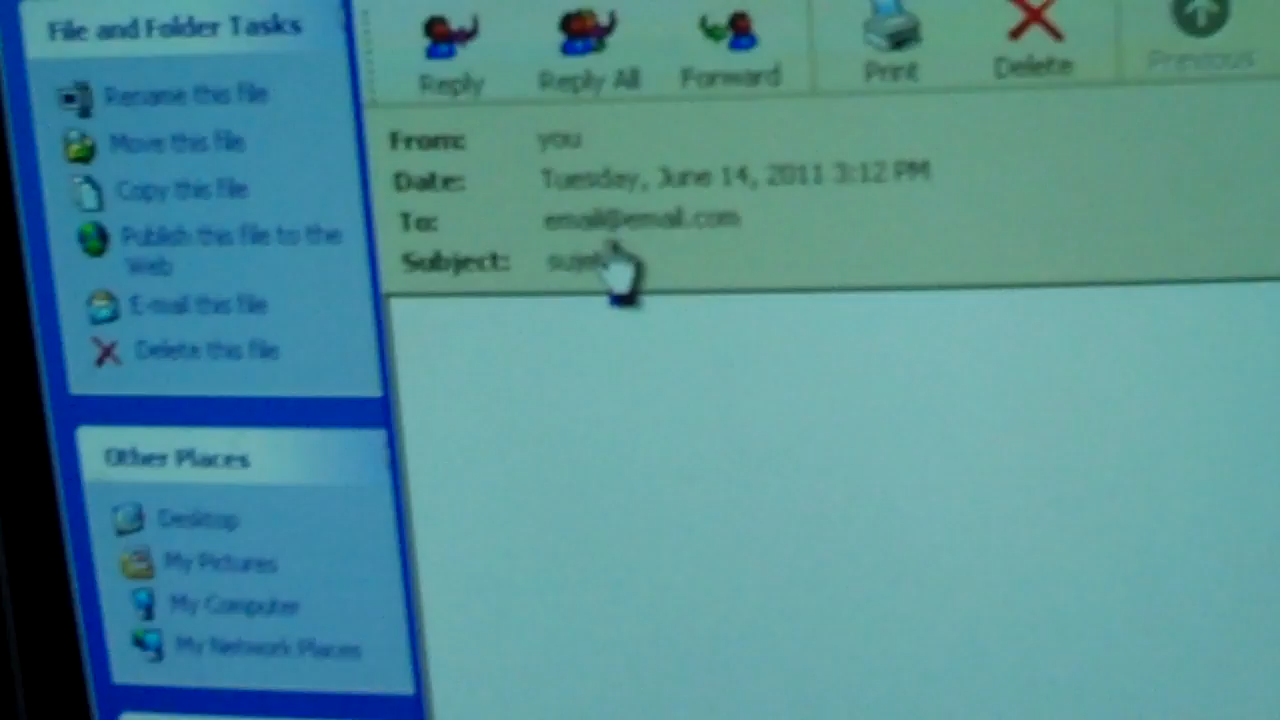 File and Folder Tasks
Rename this file
Move this file
Copy this file
Publish this file to the
Web
E-mail this file
Delete this file
Other Places
Desktop
My Pictures
My Computer
My Network Places
Reply Reply All Forward Print Delete Previous
From: you
Date: Tuesday, June 14, 2011 3:12 PM
To: email@email.com
Subject: